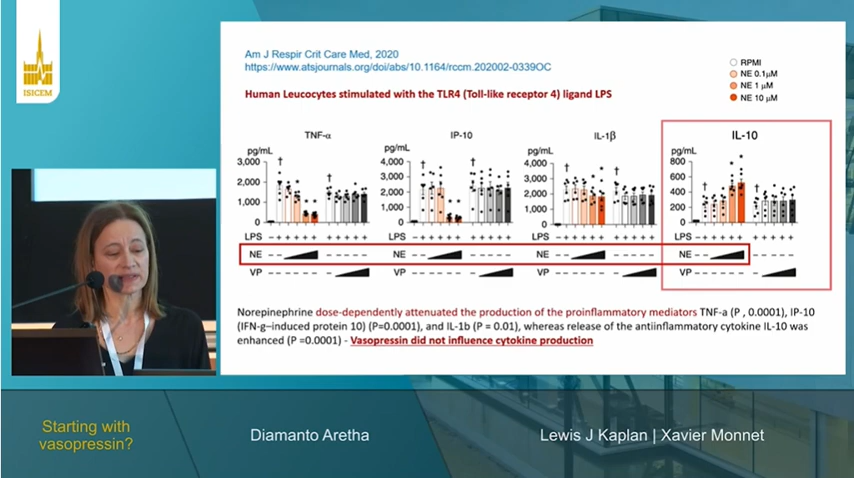 ISICEM
Am J Respir Crit Care Med, 2020
https://www.atsjournals.org/doi/abs/10.1164/rccm.202002-0339OC
Human Leucocytes stimulated with the TLR4 (Toll-like receptor 4) ligand LPS
RPMI
NE 0.1µM
NE 1 µM
NE 10 µM
TNF-α
IP-10
IL-1β
IL-10
pg/mL
3,000
2,000
1,000
0
†
†
LPS - + + + + + + + + + +
NE
VP
pg/mL
4,000
3,000
2,000
1,000
0
†
†
LPS - + + + + + + + + + +
NE
VP
pg/mL
4,000
3,000
2,000
1,000
0
†
†
LPS - + + + + + + + + + +
NE
VP
pg/mL
800
600
400
200
0
†
†
LPS - + + + + + + + + + +
NE
VP
Norepinephrine dose-dependently attenuated the production of the proinflammatory mediators TNF-a (P , 0.0001), IP-10
(IFN-g–induced protein 10) (P=0.0001), and IL-1b (P = 0.01), whereas release of the antiinflammatory cytokine IL-10 was
enhanced (P =0.0001) - Vasopressin did not influence cytokine production
Starting with
vasopressin?
Diamanto Aretha
Lewis J Kaplan | Xavier Monnet